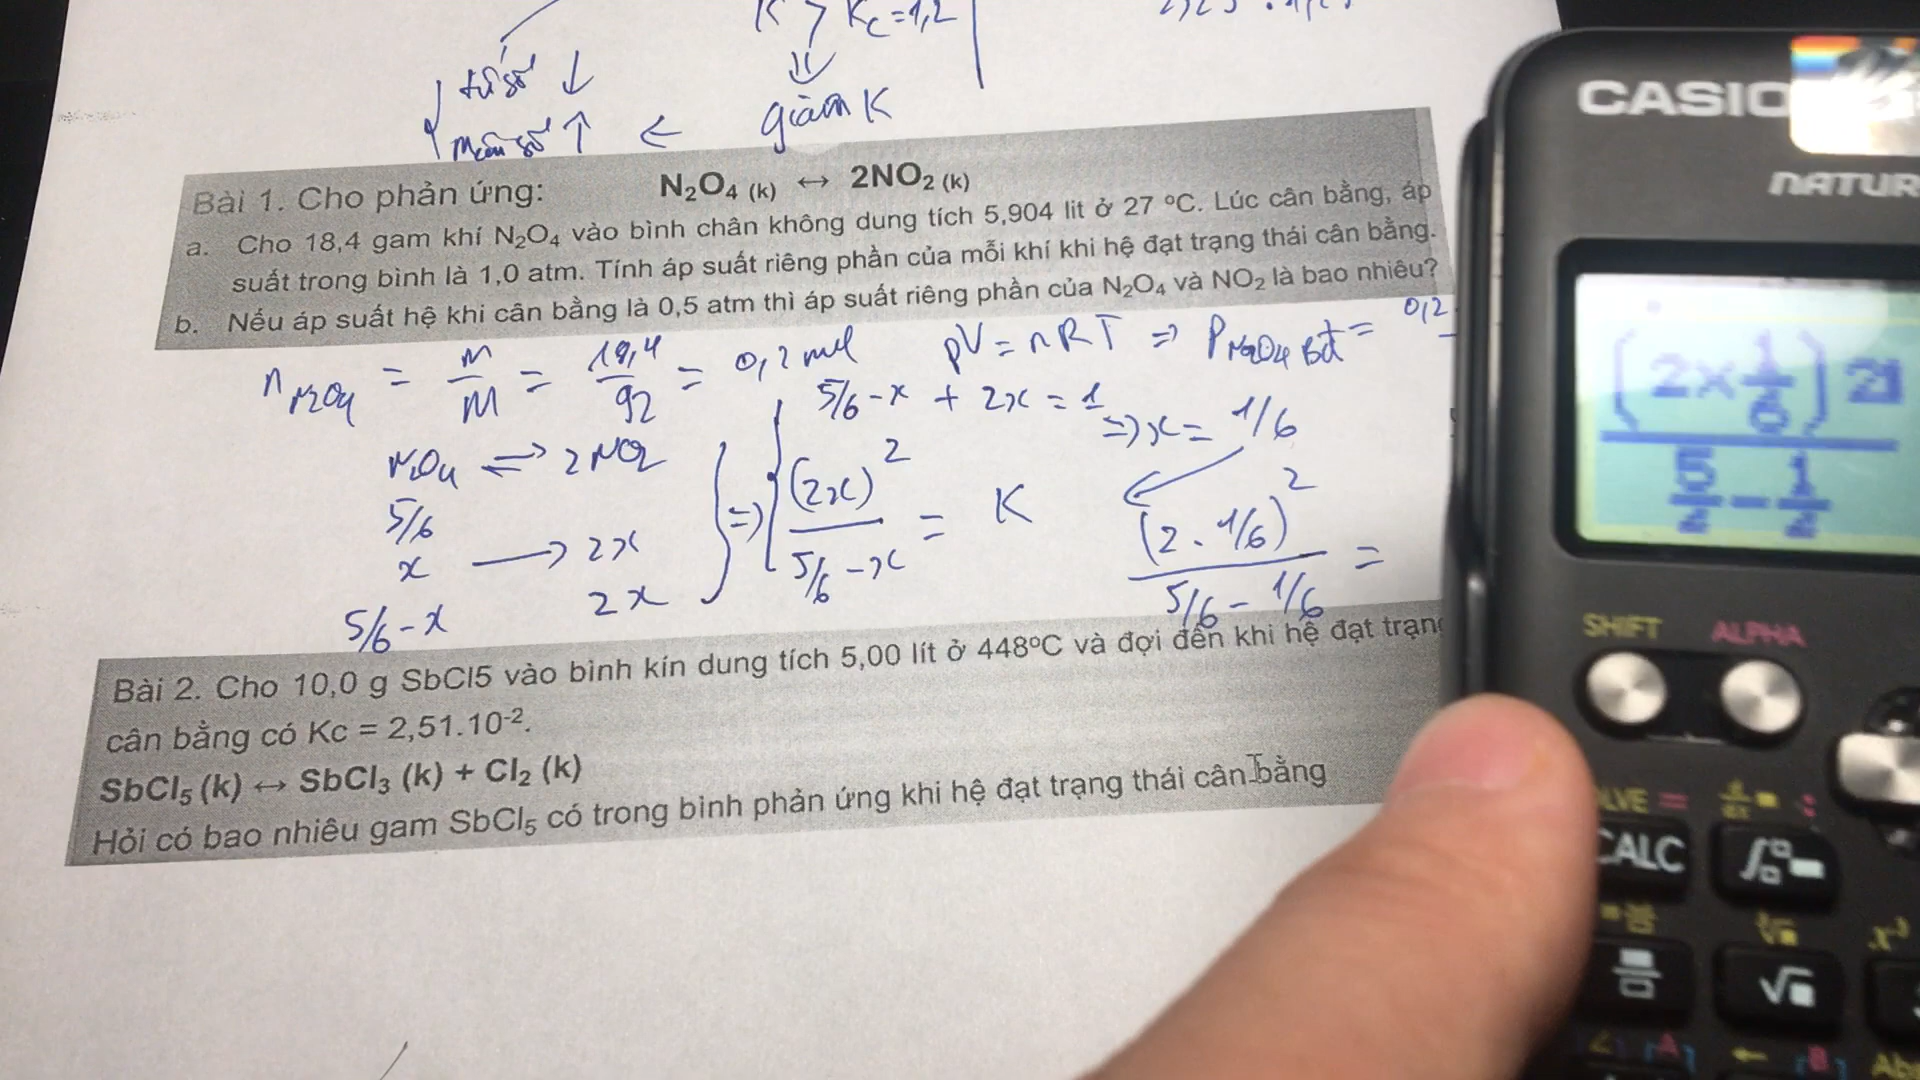 K > Kc = 1,2
tử số ↓
mẫu số ↑ ← giảm K
Bài 1. Cho phản ứng: N₂O₄ (k) ↔ 2NO₂ (k)
a. Cho 18,4 gam khí N₂O₄ vào bình chân không dung tích 5,904 lit ở 27 ºC. Lúc cân bằng, áp
suất trong bình là 1,0 atm. Tính áp suất riêng phần của mỗi khí khi hệ đạt trạng thái cân bằng.
b. Nếu áp suất hệ khi cân bằng là 0,5 atm thì áp suất riêng phần của N₂O₄ và NO₂ là bao nhiêu?
n N2O4 = m/M = 18,4/92 = 0,2 mol
pV = nRT ⇒ P N2O4 Bđ = 0,2
N2O4 ⇌ 2NO2
5/6
x → 2x
5/6 - x 2x
} ⇒ 5/6 - x + 2x = 1 ⇒ x = 1/6
(2x)²/(5/6 - x) = K
(2 . 1/6)²/(5/6 - 1/6) =
Bài 2. Cho 10,0 g SbCl5 vào bình kín dung tích 5,00 lít ở 448ºC và đợi đến khi hệ đạt trạng
cân bằng có Kc = 2,51.10⁻².
SbCl₅ (k) ↔ SbCl₃ (k) + Cl₂ (k)
Hỏi có bao nhiêu gam SbCl₅ có trong bình phản ứng khi hệ đạt trạng thái cân bằng
CASIO
NATUR
SHIFT ALPHA
CALC